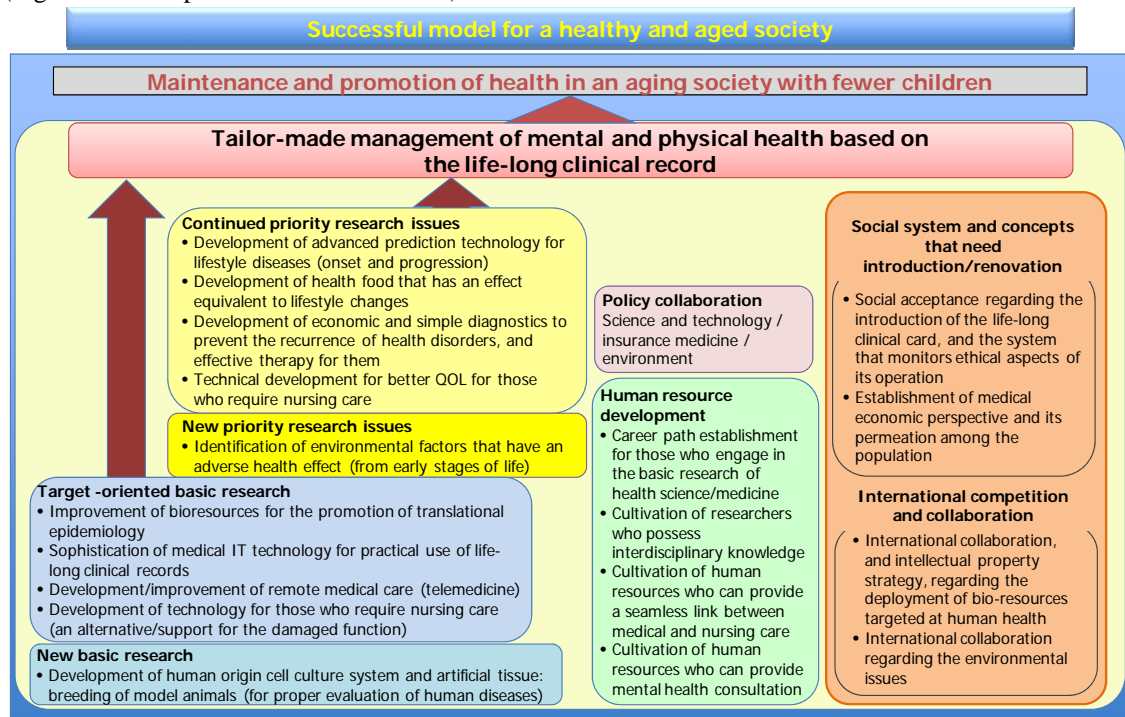 Successful model for a healthy and aged society
Maintenance and promotion of health in an aging society with fewer children
Tailor-made management of mental and physical health based on
the life-long clinical record
Continued priority research issues
• Development of advanced prediction technology for
lifestyle diseases (onset and progression)
• Development of health food that has an effect
equivalent to lifestyle changes
• Development of economic and simple diagnostics to
prevent the recurrence of health disorders, and
effective therapy for them
• Technical development for better QOL for those
who require nursing care
New priority research issues
• Identification of environmental factors that have an
adverse health effect (from early stages of life)
Target -oriented basic research
• Improvement of bioresources for the promotion of translational
epidemiology
• Sophistication of medical IT technology for practical use of life-
long clinical records
• Development/improvement of remote medical care (telemedicine)
• Development of technology for those who require nursing care
(an alternative/support for the damaged function)
New basic research
• Development of human origin cell culture system and artificial tissue:
breeding of model animals (for proper evaluation of human diseases)
Policy collaboration
Science and technology /
insurance medicine /
environment
Human resource
development
• Career path establishment
for those who engage in
the basic research of
health science/medicine
• Cultivation of researchers
who possess
interdisciplinary knowledge
• Cultivation of human
resources who can provide
a seamless link between
medical and nursing care
• Cultivation of human
resources who can provide
mental health consultation
Social system and concepts
that need
introduction/renovation
• Social acceptance regarding the
introduction of the life-long
clinical card, and the system
that monitors ethical aspects of
its operation
• Establishment of medical
economic perspective and its
permeation among the
population
International competition
and collaboration
• International collaboration,
and intellectual property
strategy, regarding the
deployment of bio-resources
targeted at human health
• International collaboration
regarding the environmental
issues